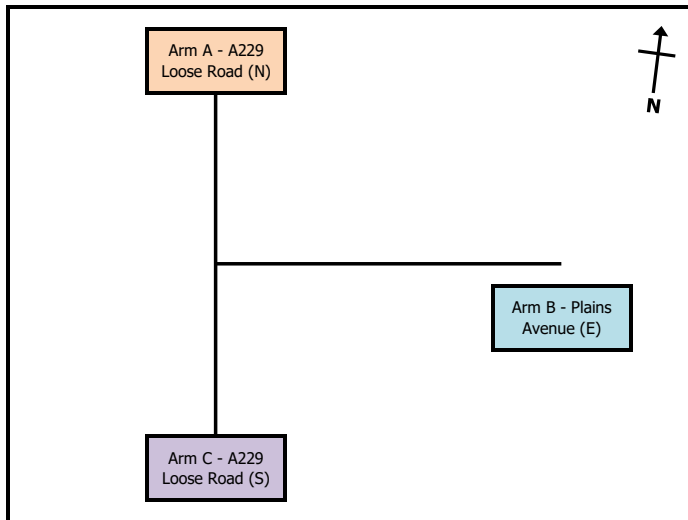 Arm A - A229
Loose Road (N)
N
Arm B - Plains
Avenue (E)
Arm C - A229
Loose Road (S)